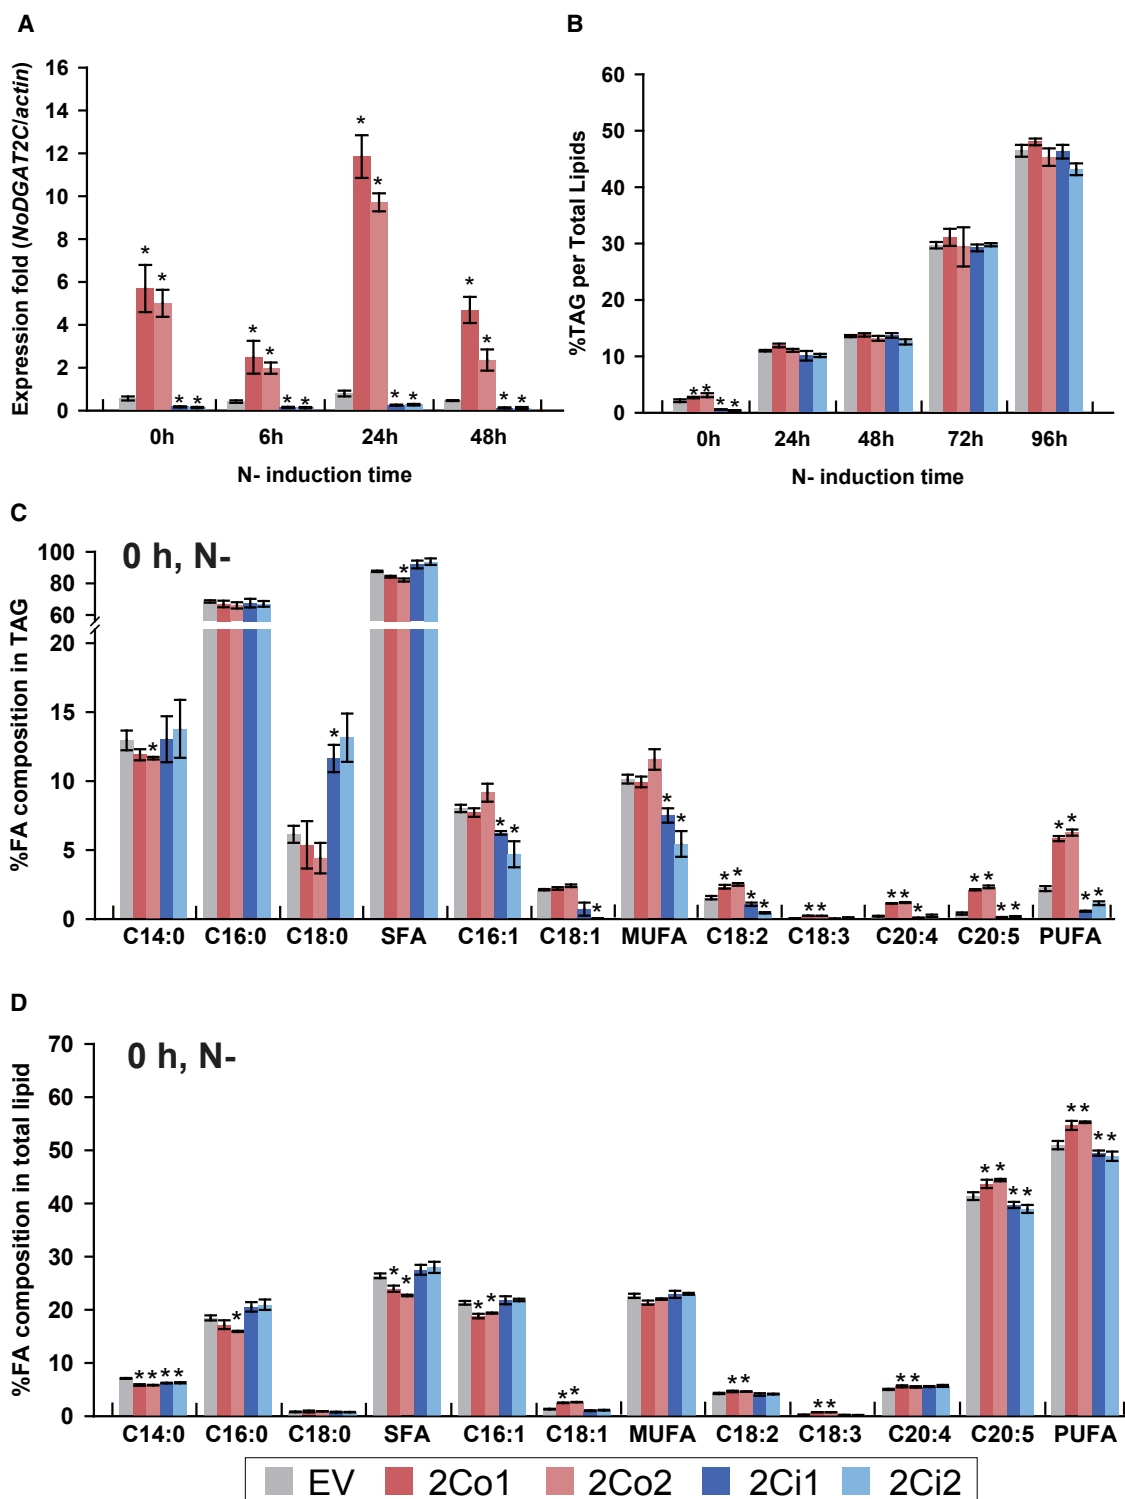 A
Expression fold (NoDGAT2C/actin)
16
14
12
10
8
6
4
2
0
* * * *
* * * *
* * * *
* * * *
0h 6h 24h 48h
N- induction time
B
%TAG per Total Lipids
60
50
40
30
20
10
0
* * * *
0h 24h 48h 72h 96h
N- induction time
C
0 h, N-
%FA composition in TAG
100
80
60
20
15
10
5
0
C14:0 C16:0 C18:0 SFA C16:1 C18:1 MUFA C18:2 C18:3 C20:4 C20:5 PUFA
D
0 h, N-
%FA composition in total lipid
70
60
50
40
30
20
10
0
C14:0 C16:0 C18:0 SFA C16:1 C18:1 MUFA C18:2 C18:3 C20:4 C20:5 PUFA
EV 2Co1 2Co2 2Ci1 2Ci2